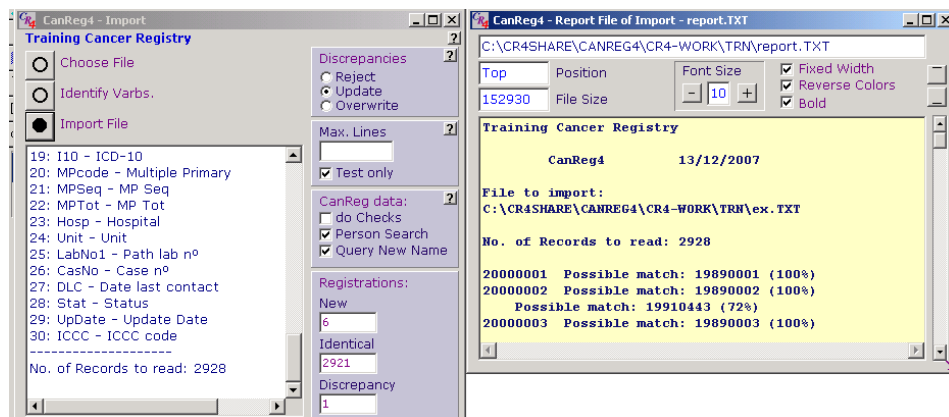 CanReg4 - Import
Training Cancer Registry
?
Choose File
Identify Varbs.
Import File
19: I10 - ICD-10
20: MPcode - Multiple Primary
21: MPSeq - MP Seq
22: MPTot - MP Tot
23: Hosp - Hospital
24: Unit - Unit
25: LabNo1 - Path lab nº
26: CasNo - Case nº
27: DLC - Date last contact
28: Stat - Status
29: UpDate - Update Date
30: ICCC - ICCC code
--------------------
No. of Records to read: 2928
Discrepancies ?
Reject
Update
Overwrite
Max. Lines ?
Test only
CanReg data: ?
do Checks
Person Search
Query New Name
Registrations:
New
6
Identical
2921
Discrepancy
1
CanReg4 - Report File of Import - report.TXT
C:\CR4SHARE\CANREG4\CR4-WORK\TRN\report.TXT
Top Position
152930 File Size
Font Size
- 10 +
Fixed Width
Reverse Colors
Bold
Training Cancer Registry
CanReg4 13/12/2007
File to import:
C:\CR4SHARE\CANREG4\CR4-WORK\TRN\ex.TXT
No. of Records to read: 2928
20000001 Possible match: 19890001 (100%)
20000002 Possible match: 19890002 (100%)
Possible match: 19910443 (72%)
20000003 Possible match: 19890003 (100%)